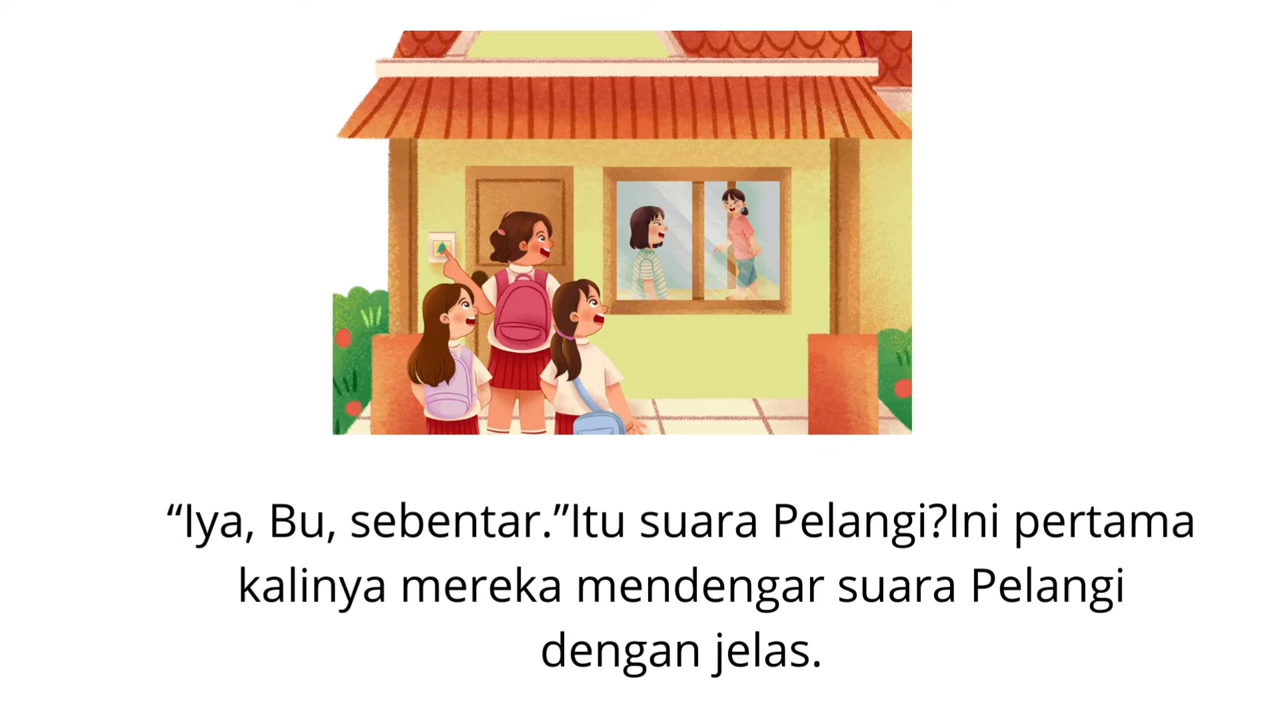 “Iya, Bu, sebentar.”Itu suara Pelangi?Ini pertama
kalinya mereka mendengar suara Pelangi
dengan jelas.